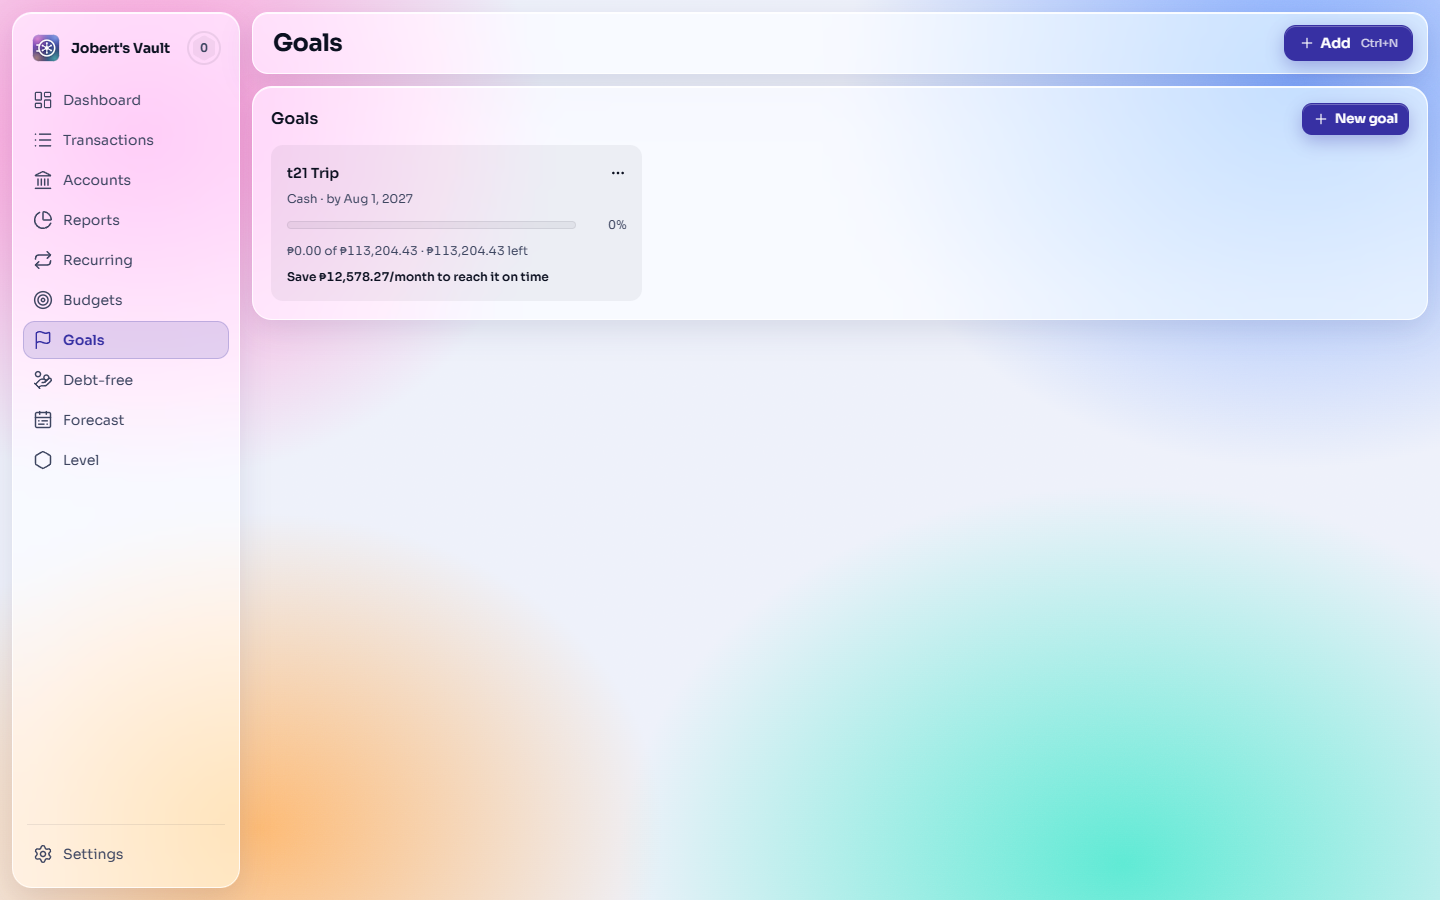 Jobert's Vault 0
Dashboard
Transactions
Accounts
Reports
Recurring
Budgets
Goals
Debt-free
Forecast
Level
Settings
Goals
Add Ctrl+N
Goals
New goal
t21 Trip
Cash · by Aug 1, 2027
0%
₱0.00 of ₱113,204.43 · ₱113,204.43 left
Save ₱12,578.27/month to reach it on time